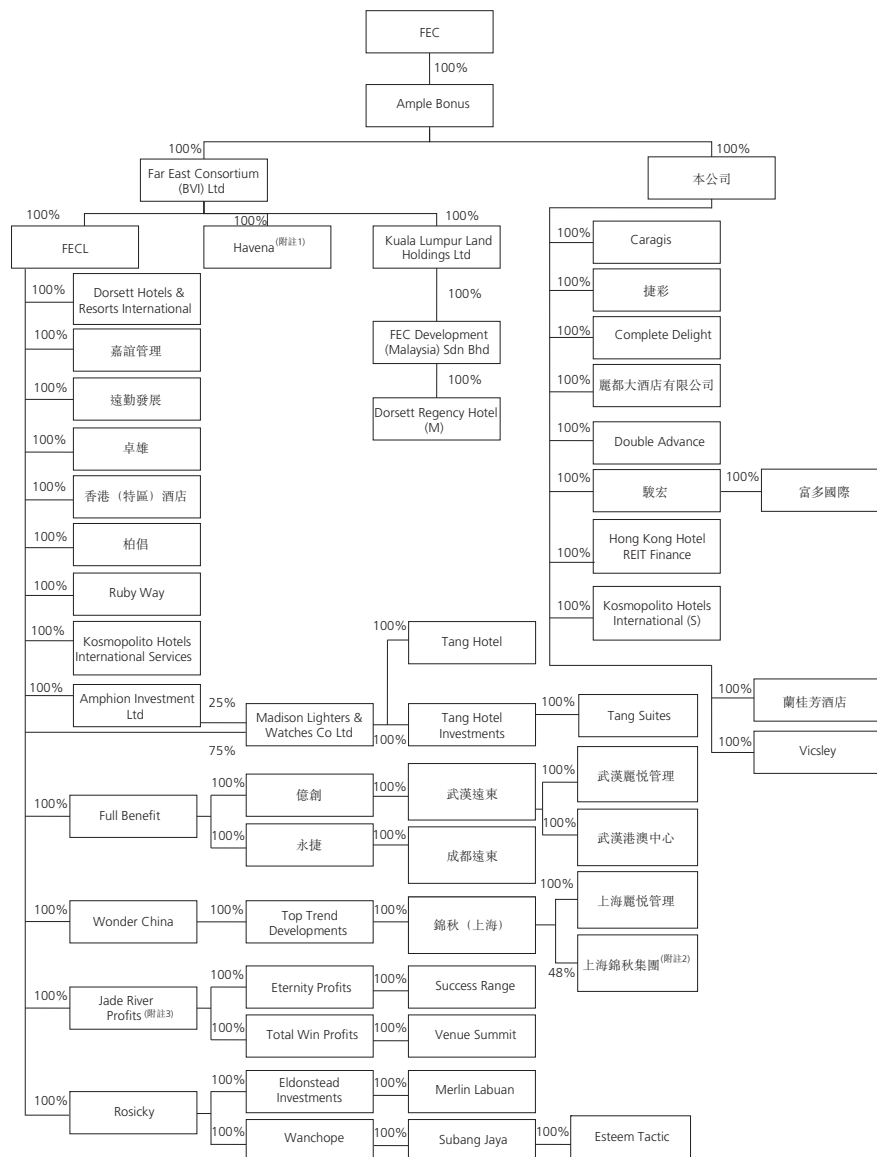 FEC
100%
Ample Bonus
100%
100%
Far East Consortium
(BVI) Ltd
本公司
100%
100%
100%
FECL
Havena(附註1)
Kuala Lumpur Land
Holdings Ltd
100%
Caragis
100%
Dorsett Hotels &
Resorts International
100%
100%
捷彩
100%
嘉誼管理
FEC Development
(Malaysia) Sdn Bhd
100%
Complete Delight
100%
遠勤發展
100%
Dorsett Regency Hotel
(M)
100%
麗都大酒店有限公司
100%
卓雄
100%
Double Advance
100%
香港（特區）酒店
100%
駿宏
100%
富多國際
100%
柏倡
100%
Hong Kong Hotel
REIT Finance
100%
Ruby Way
100%
Kosmopolito Hotels
International (S)
100%
Kosmopolito Hotels
International Services
100%
Tang Hotel
100%
Amphion Investment
Ltd
25%
75%
Madison Lighters &
Watches Co Ltd
100%
Tang Hotel
Investments
100%
Tang Suites
100%
蘭桂芳酒店
100%
Vicsley
100%
Full Benefit
100%
億創
100%
武漢遠東
100%
武漢麗悦管理
100%
永捷
100%
成都遠東
100%
武漢港澳中心
100%
Wonder China
100%
Top Trend
Developments
100%
錦秋（上海）
100%
上海麗悦管理
48%
上海錦秋集團(附註2)
100%
Jade River
Profits (附註3)
100%
Eternity Profits
100%
Success Range
100%
Total Win Profits
100%
Venue Summit
100%
Rosicky
100%
Eldonstead
Investments
100%
Merlin Labuan
100%
Wanchope
100%
Subang Jaya
100%
Esteem Tactic